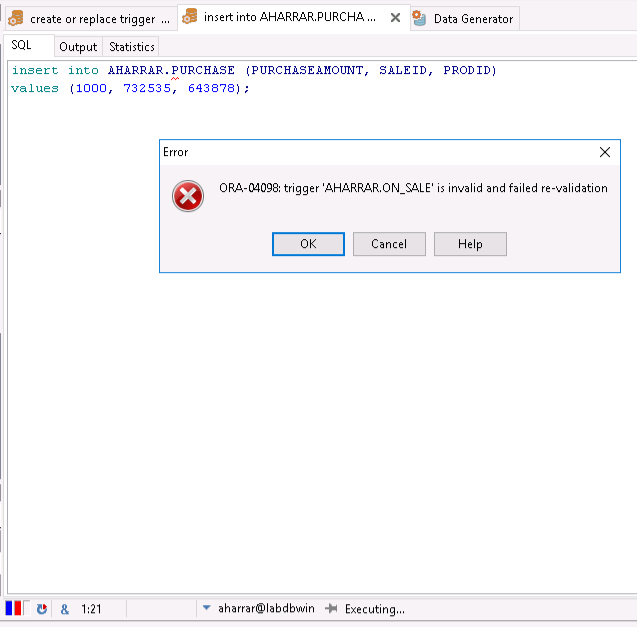 create or replace trigger ...
insert into AHARRAR.PURCHA ...
Data Generator
SQL
Output
Statistics
insert into AHARRAR.PURCHASE (PURCHASEAMOUNT, SALEID, PRODID)
values (1000, 732535, 643878);
Error
ORA-04098: trigger 'AHARRAR.ON_SALE' is invalid and failed re-validation
OK
Cancel
Help
& 1:21
aharrar@labdbwin
Executing...